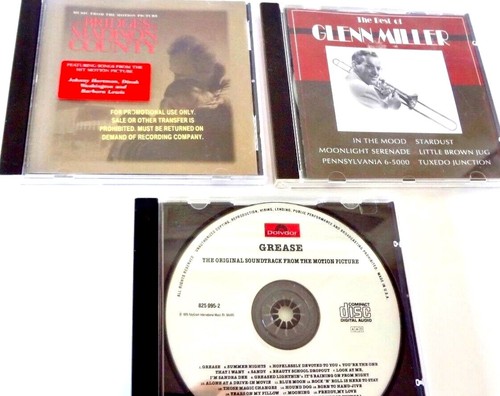 MUSIC FROM THE MOTION PICTURE
BRIDGES
MADISON
COUNTY
FEATURING SONGS FROM THE
HIT MOTION PICTURE
Johnny Hartman, Dinah
Washington and
Barbara Lewis
FOR PROMOTIONAL USE ONLY.
SALE OR OTHER TRANSFER IS
PROHIBITED. MUST BE RETURNED ON
DEMAND OF RECORDING COMPANY.
The Best of
GLENN MILLER
IN THE MOOD STARDUST
MOONLIGHT SERENADE LITTLE BROWN JUG
PENNSYLVANIA 6-5000 TUXEDO JUNCTION
Polydor
GREASE
THE ORIGINAL SOUNDTRACK FROM THE MOTION PICTURE
825 095-2
COMPACT
disc
DIGITAL AUDIO
GREASE SUMMER NIGHTS HOPELESSLY DEVOTED TO YOU YOU'RE THE ONE
THAT I WANT SANDY BEAUTY SCHOOL DROPOUT LOOK AT ME,
I'M SANDRA DEE GREASED LIGHTNIN' IT'S RAINING ON PROM NIGHT
ALONE AT A DRIVE-IN MOVIE BLUE MOON ROCK 'N' ROLL IS HERE TO STAY
THOSE MAGIC CHANGES HOUND DOG BORN TO HAND-JIVE
TEARS ON MY PILLOW MOONING FREDDY, MY LOVE